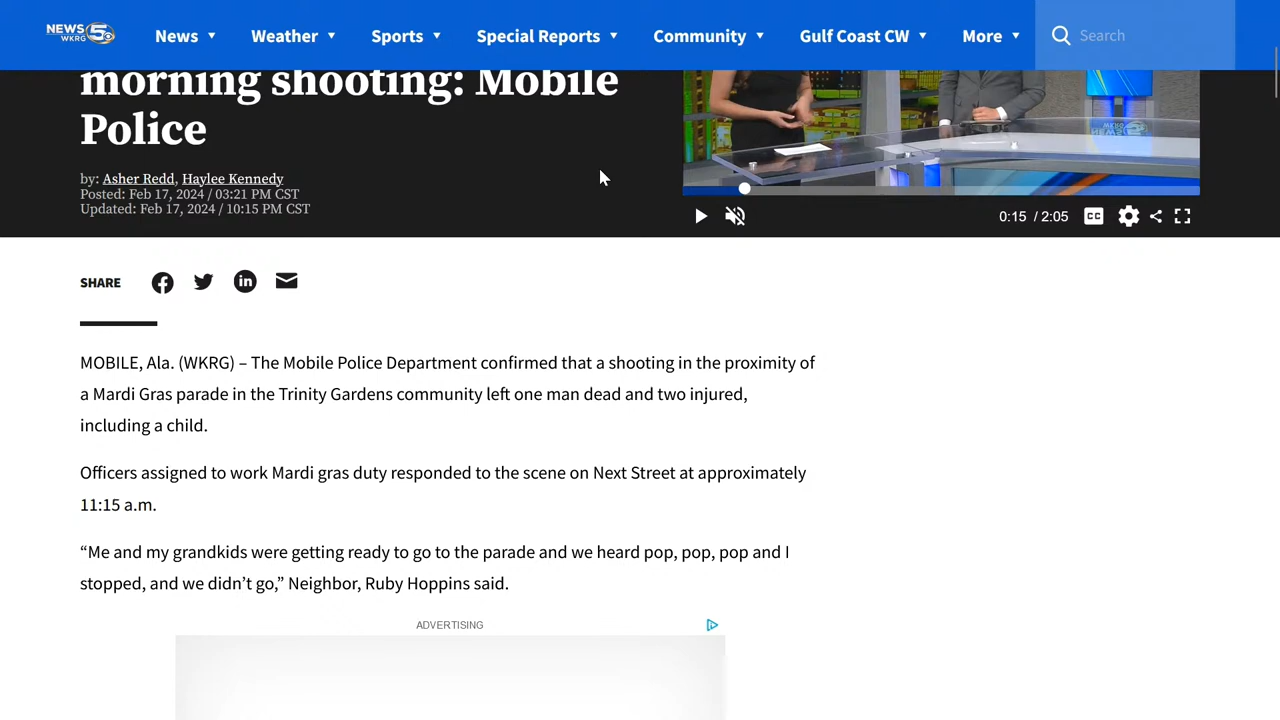 NEWS 5
WKRG
News
Weather
Sports
Special Reports
Community
Gulf Coast CW
More
Search
morning shooting: Mobile
Police
by: Asher Redd, Haylee Kennedy
Posted: Feb 17, 2024 / 03:21 PM CST
Updated: Feb 17, 2024 / 10:15 PM CST
0:15 / 2:05
CC
SHARE
MOBILE, Ala. (WKRG) – The Mobile Police Department confirmed that a shooting in the proximity of
a Mardi Gras parade in the Trinity Gardens community left one man dead and two injured,
including a child.
Officers assigned to work Mardi gras duty responded to the scene on Next Street at approximately
11:15 a.m.
“Me and my grandkids were getting ready to go to the parade and we heard pop, pop, pop and I
stopped, and we didn’t go,” Neighbor, Ruby Hoppins said.
ADVERTISING